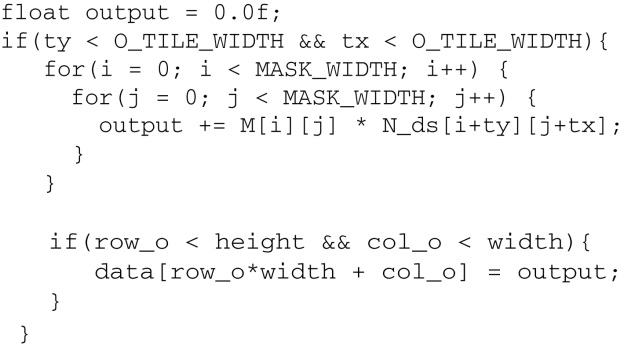 float output = 0.0f;
if(ty < O_TILE_WIDTH && tx < O_TILE_WIDTH){
   for(i = 0; i < MASK_WIDTH; i++) {
     for(j = 0; j < MASK_WIDTH; j++) {
       output += M[i][j] * N_ds[i+ty][j+tx];
     }
   }

   if(row_o < height && col_o < width){
      data[row_o*width + col_o] = output;
   }
 }